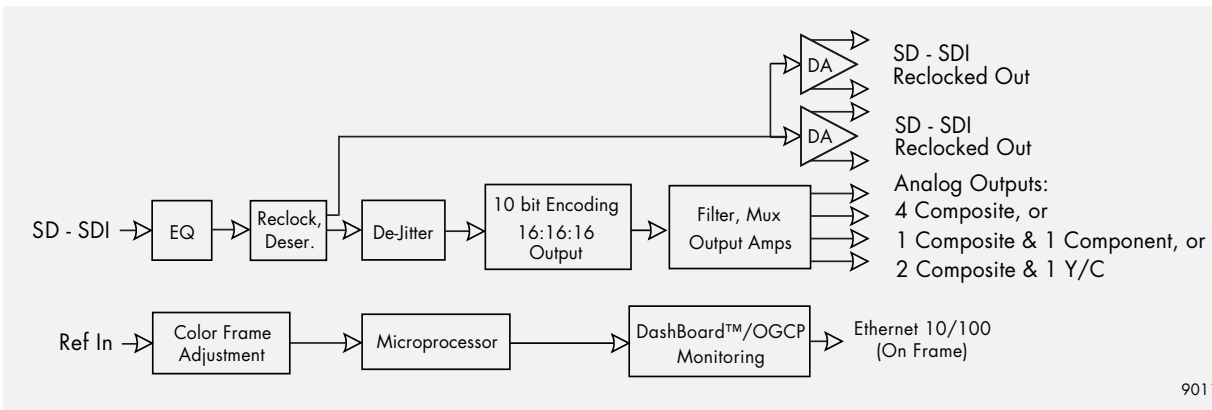 DA
SD - SDI
Reclocked Out
DA
SD - SDI
Reclocked Out
SD - SDI
EQ
Reclock,
Deser.
De-Jitter
10 bit Encoding
16:16:16
Output
Filter, Mux
Output Amps
Analog Outputs:
4 Composite, or
1 Composite & 1 Component, or
2 Composite & 1 Y/C
Ref In
Color Frame
Adjustment
Microprocessor
DashBoard™/OGCP
Monitoring
Ethernet 10/100
(On Frame)